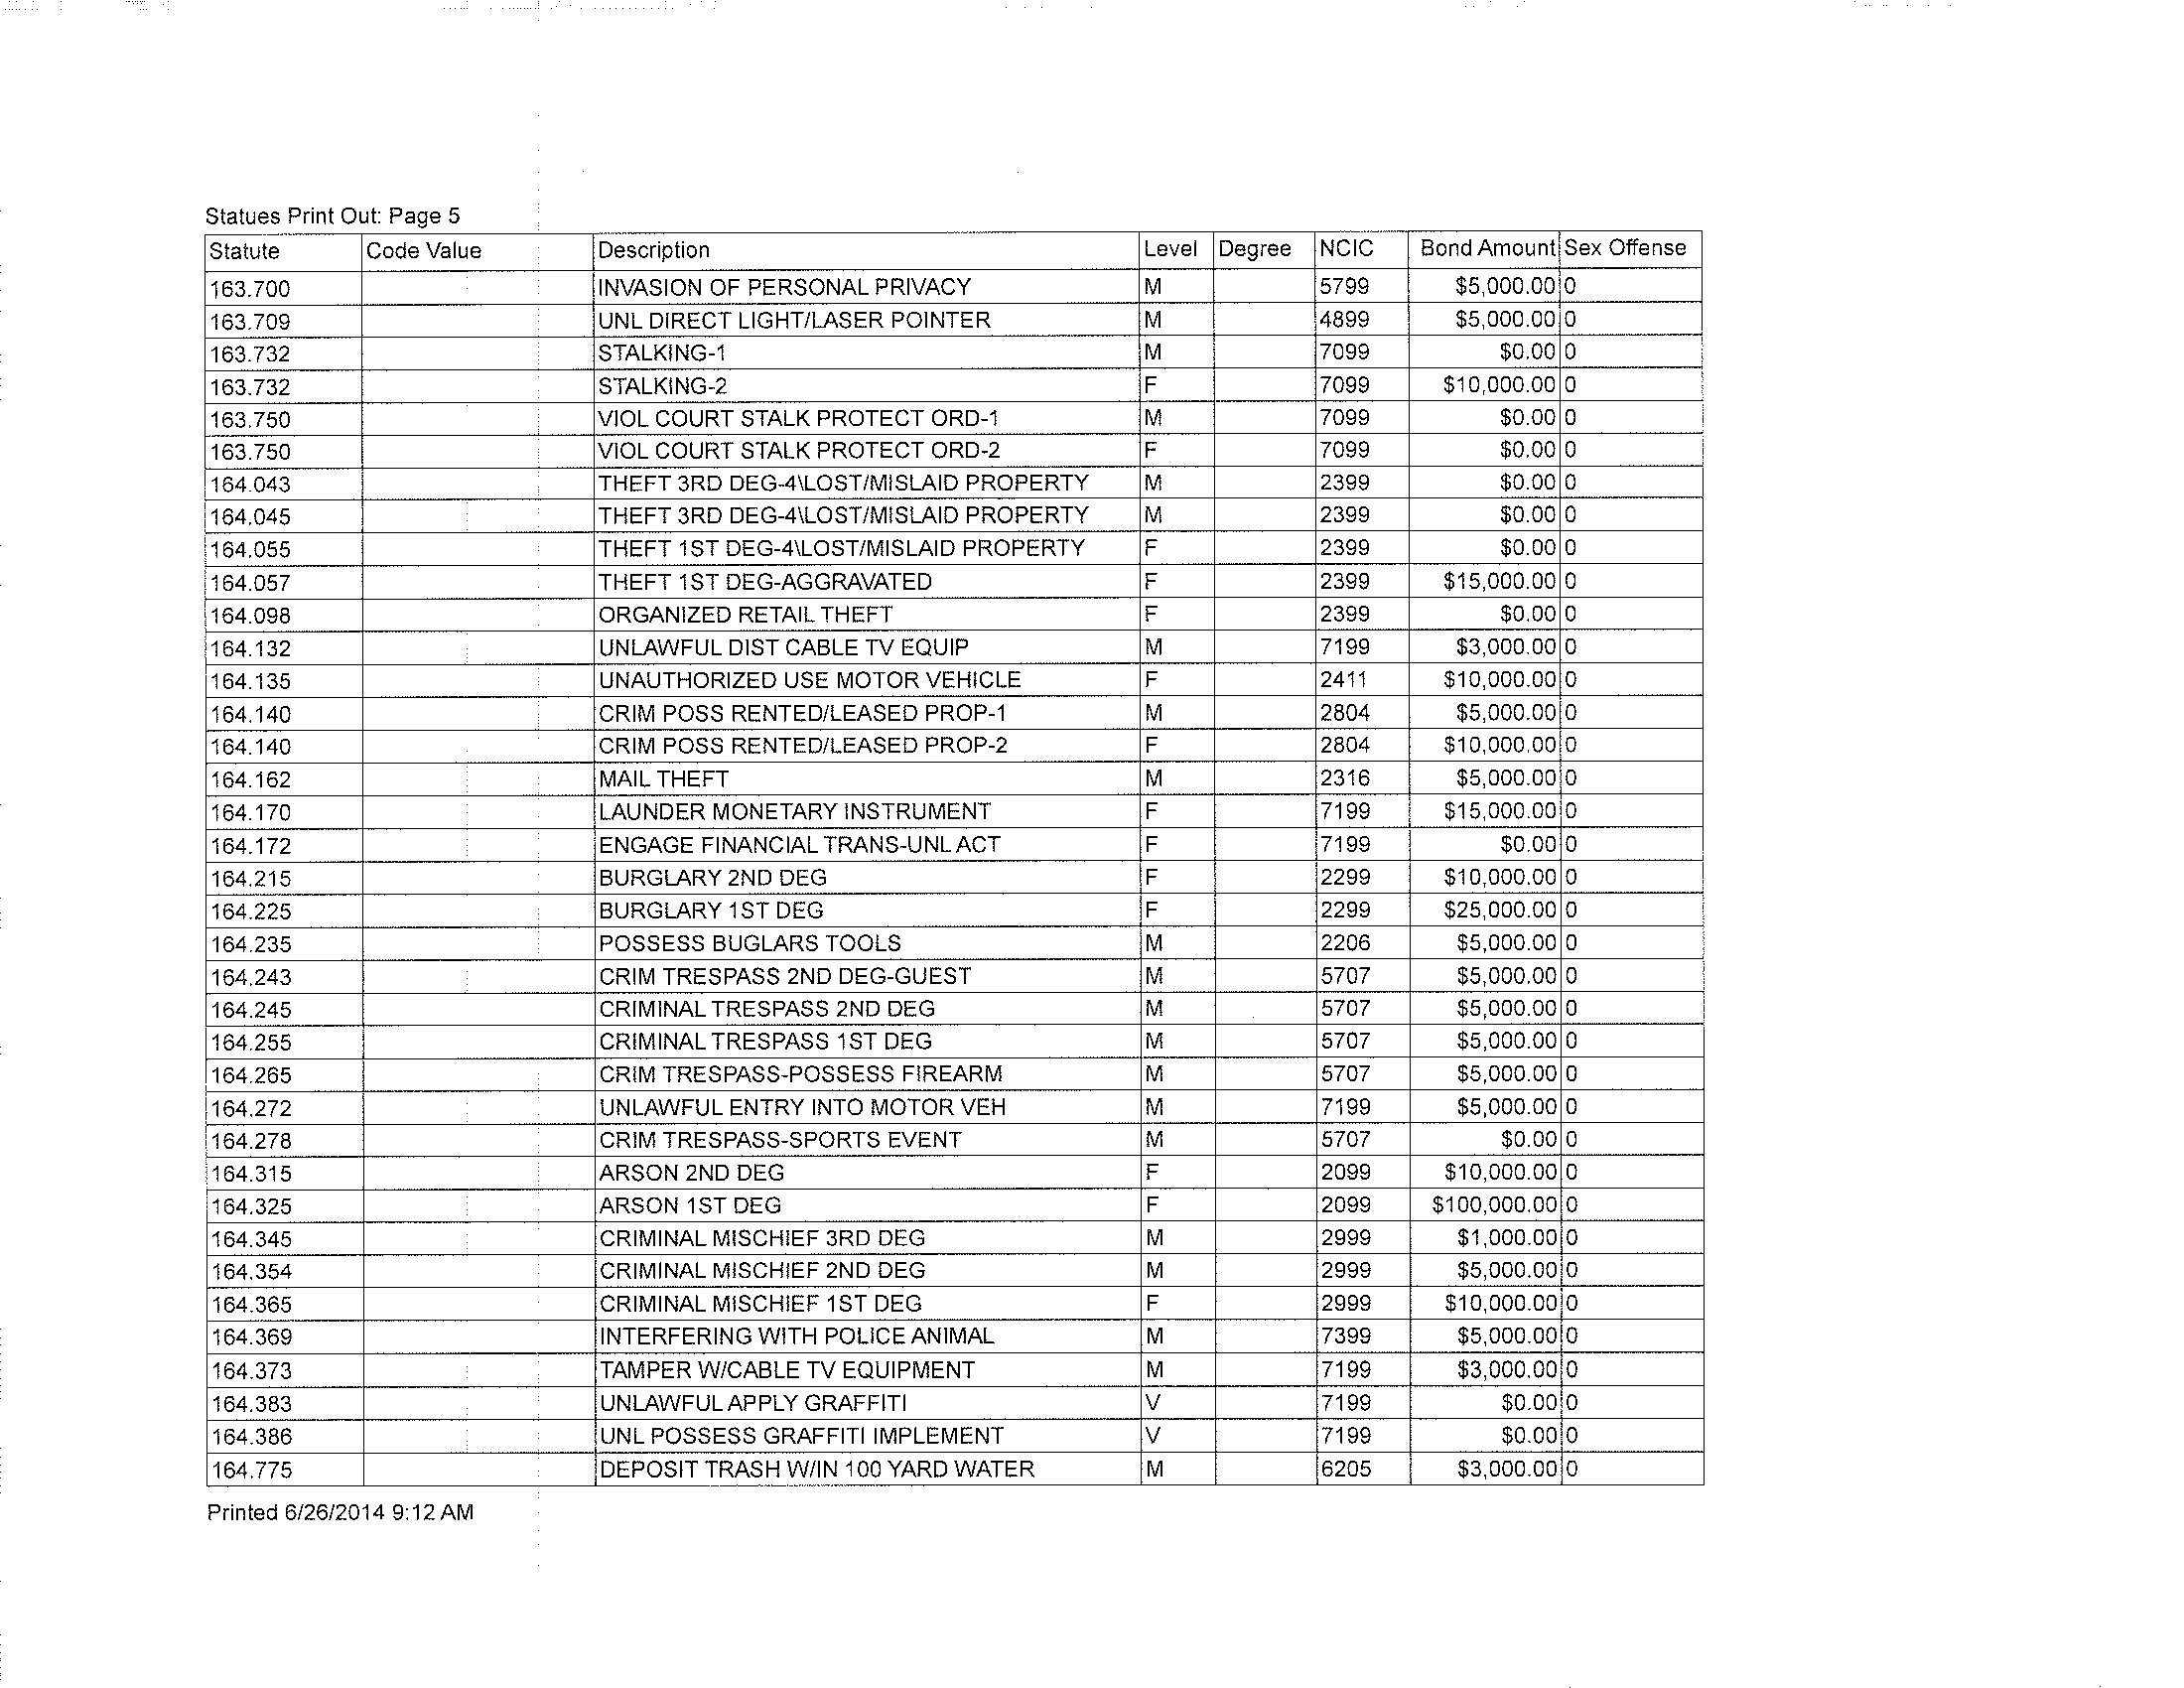 Statues Print Out: Page 5
Statute Code Value Description Level Degree NCIC Bond Amount Sex Offense
163.700 INVASION OF PERSONAL PRIVACY M 5799 $5,000.00 0
163.709 UNL DIRECT LIGHT/LASER POINTER M 4899 $5,000.00 0
163.732 STALKING-1 M 7099 $0.00 0
163.732 STALKING-2 F 7099 $10,000.00 0
163.750 VIOL COURT STALK PROTECT ORD-1 M 7099 $0.00 0
163.750 VIOL COURT STALK PROTECT ORD-2 F 7099 $0.00 0
164.043 THEFT 3RD DEG-4\LOST/MISLAID PROPERTY M 2399 $0.00 0
164.045 THEFT 3RD DEG-4\LOST/MISLAID PROPERTY M 2399 $0.00 0
164.055 THEFT 1ST DEG-4\LOST/MISLAID PROPERTY F 2399 $0.00 0
164.057 THEFT 1ST DEG-AGGRAVATED F 2399 $15,000.00 0
164.098 ORGANIZED RETAIL THEFT F 2399 $0.00 0
164.132 UNLAWFUL DIST CABLE TV EQUIP M 7199 $3,000.00 0
164.135 UNAUTHORIZED USE MOTOR VEHICLE F 2411 $10,000.00 0
164.140 CRIM POSS RENTED/LEASED PROP-1 M 2804 $5,000.00 0
164.140 CRIM POSS RENTED/LEASED PROP-2 F 2804 $10,000.00 0
164.162 MAIL THEFT M 2316 $5,000.00 0
164.170 LAUNDER MONETARY INSTRUMENT F 7199 $15,000.00 0
164.172 ENGAGE FINANCIAL TRANS-UNL ACT F 7199 $0.00 0
164.215 BURGLARY 2ND DEG F 2299 $10,000.00 0
164.225 BURGLARY 1ST DEG F 2299 $25,000.00 0
164.235 POSSESS BUGLARS TOOLS M 2206 $5,000.00 0
164.243 CRIM TRESPASS 2ND DEG-GUEST M 5707 $5,000.00 0
164.245 CRIMINAL TRESPASS 2ND DEG M 5707 $5,000.00 0
164.255 CRIMINAL TRESPASS 1ST DEG M 5707 $5,000.00 0
164.265 CRIM TRESPASS-POSSESS FIREARM M 5707 $5,000.00 0
164.272 UNLAWFUL ENTRY INTO MOTOR VEH M 7199 $5,000.00 0
164.278 CRIM TRESPASS-SPORTS EVENT M 5707 $0.00 0
164.315 ARSON 2ND DEG F 2099 $10,000.00 0
164.325 ARSON 1ST DEG F 2099 $100,000.00 0
164.345 CRIMINAL MISCHIEF 3RD DEG M 2999 $1,000.00 0
164.354 CRIMINAL MISCHIEF 2ND DEG M 2999 $5,000.00 0
164.365 CRIMINAL MISCHIEF 1ST DEG F 2999 $10,000.00 0
164.369 INTERFERING WITH POLICE ANIMAL M 7399 $5,000.00 0
164.373 TAMPER W/CABLE TV EQUIPMENT M 7199 $3,000.00 0
164.383 UNLAWFUL APPLY GRAFFITI V 7199 $0.00 0
164.386 UNL POSSESS GRAFFITI IMPLEMENT V 7199 $0.00 0
164.775 DEPOSIT TRASH W/IN 100 YARD WATER M 6205 $3,000.00 0
Printed 6/26/2014 9:12 AM